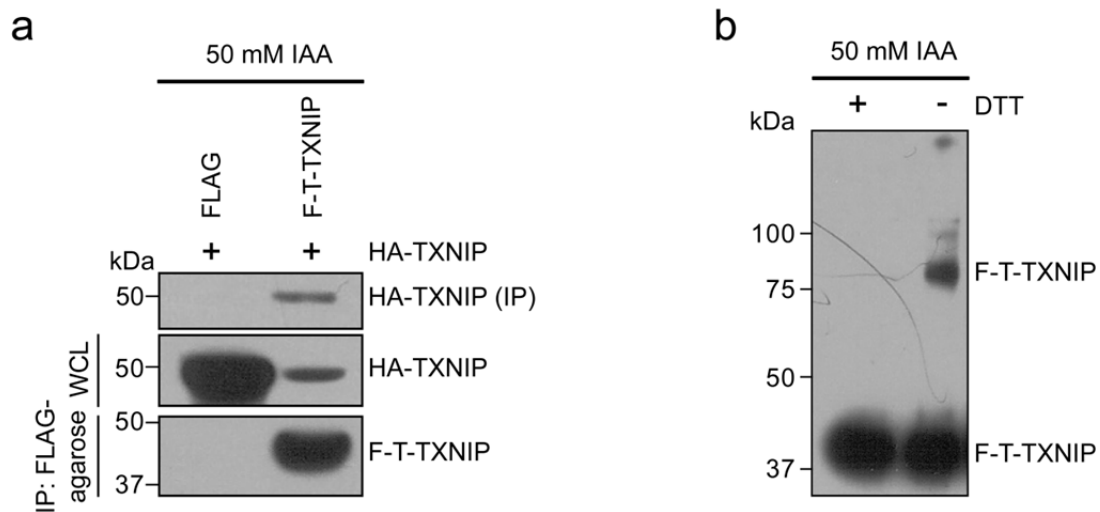 a
50 mM IAA
FLAG
F-T-TXNIP
kDa
+ + HA-TXNIP
50 HA-TXNIP (IP)
WCL
50 HA-TXNIP
IP: FLAG-
agarose
50
F-T-TXNIP
37
b
50 mM IAA
+ - DTT
kDa
100
F-T-TXNIP
75
50
37 F-T-TXNIP